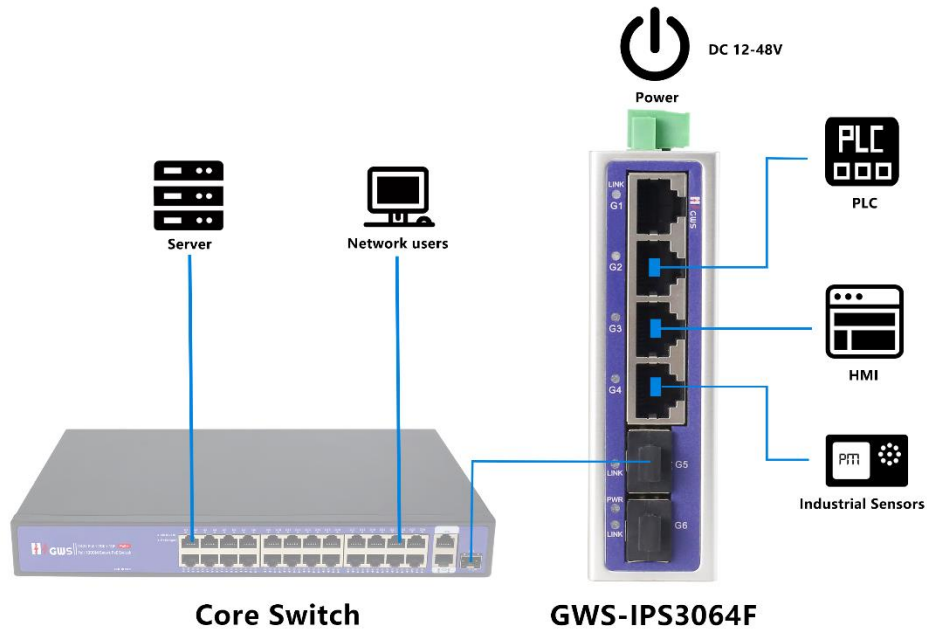 DC 12-48V
Power
PLC
PLC
LINK
G1
GWS
Server
Network users
G2
G3
HMI
G4
PM
G5
LINK
Industrial Sensors
PWR
G6
LINK
GWS
Core Switch
GWS-IPS3064F